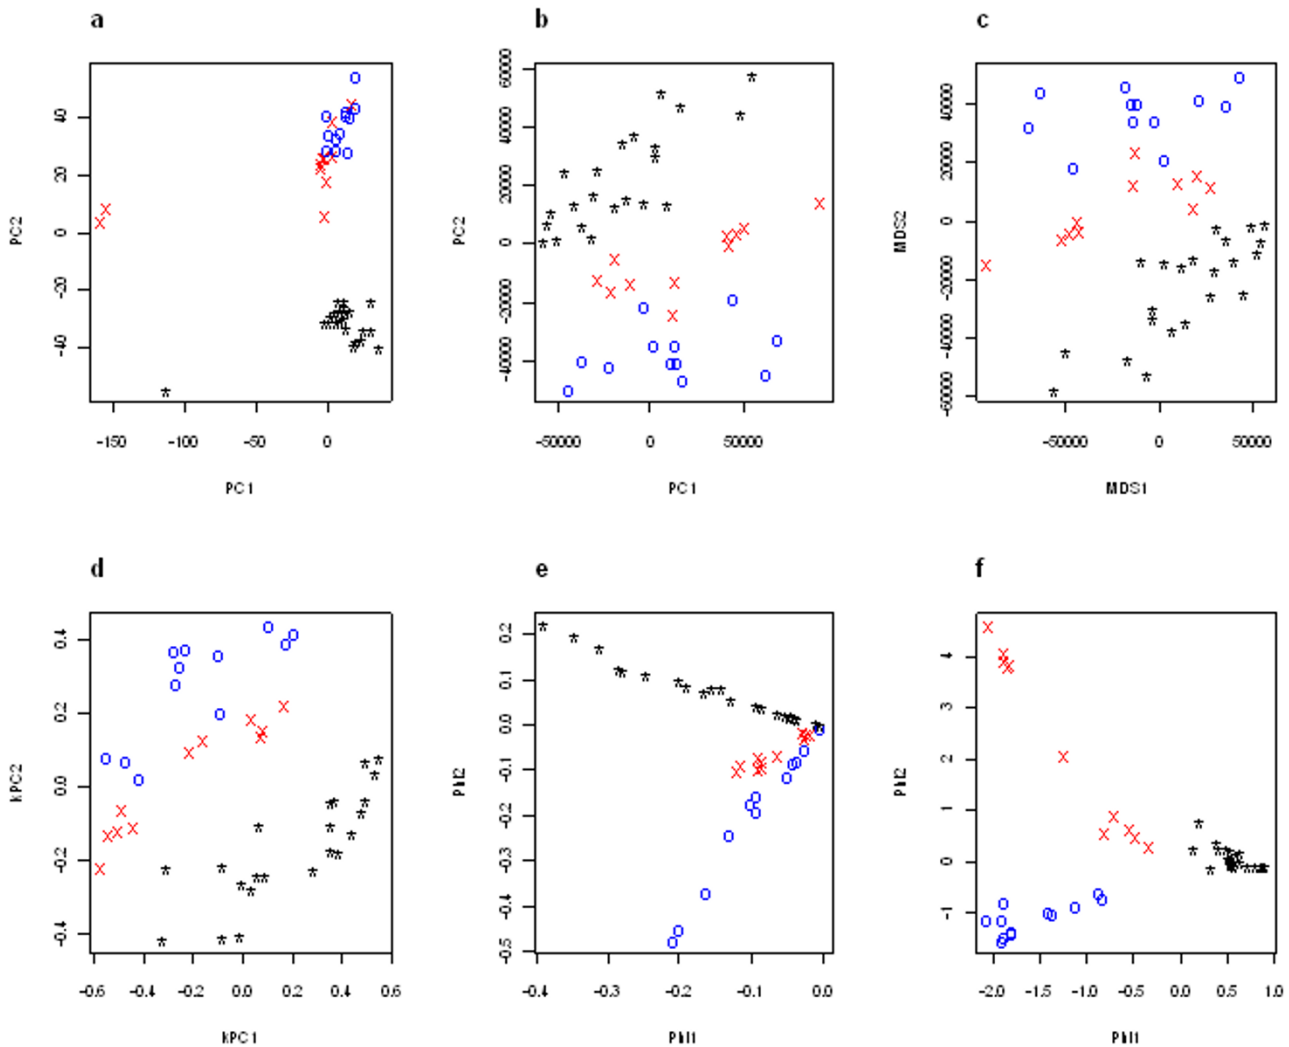 a b c
40 20 0 -20 -40
PC2
-150 -100 -50 0
PC1
60000 40000 20000 0 -20000 -40000
PC2
-50000 0 50000
PC1
40000 20000 0 -20000 -40000 -60000
MDS2
-50000 0 50000
MDS1
d e f
0.4 0.2 0.0 -0.2 -0.4
kPC2
-0.6 -0.4 -0.2 0.0 0.2 0.4 0.6
kPC1
0.2 0.1 0.0 -0.1 -0.2 -0.3 -0.4 -0.5
Phi2
-0.4 -0.3 -0.2 -0.1 0.0
Phi1
4 3 2 1 0 -1
Phi2
-2.0 -1.5 -1.0 -0.5 0.0 0.5 1.0
Phi1